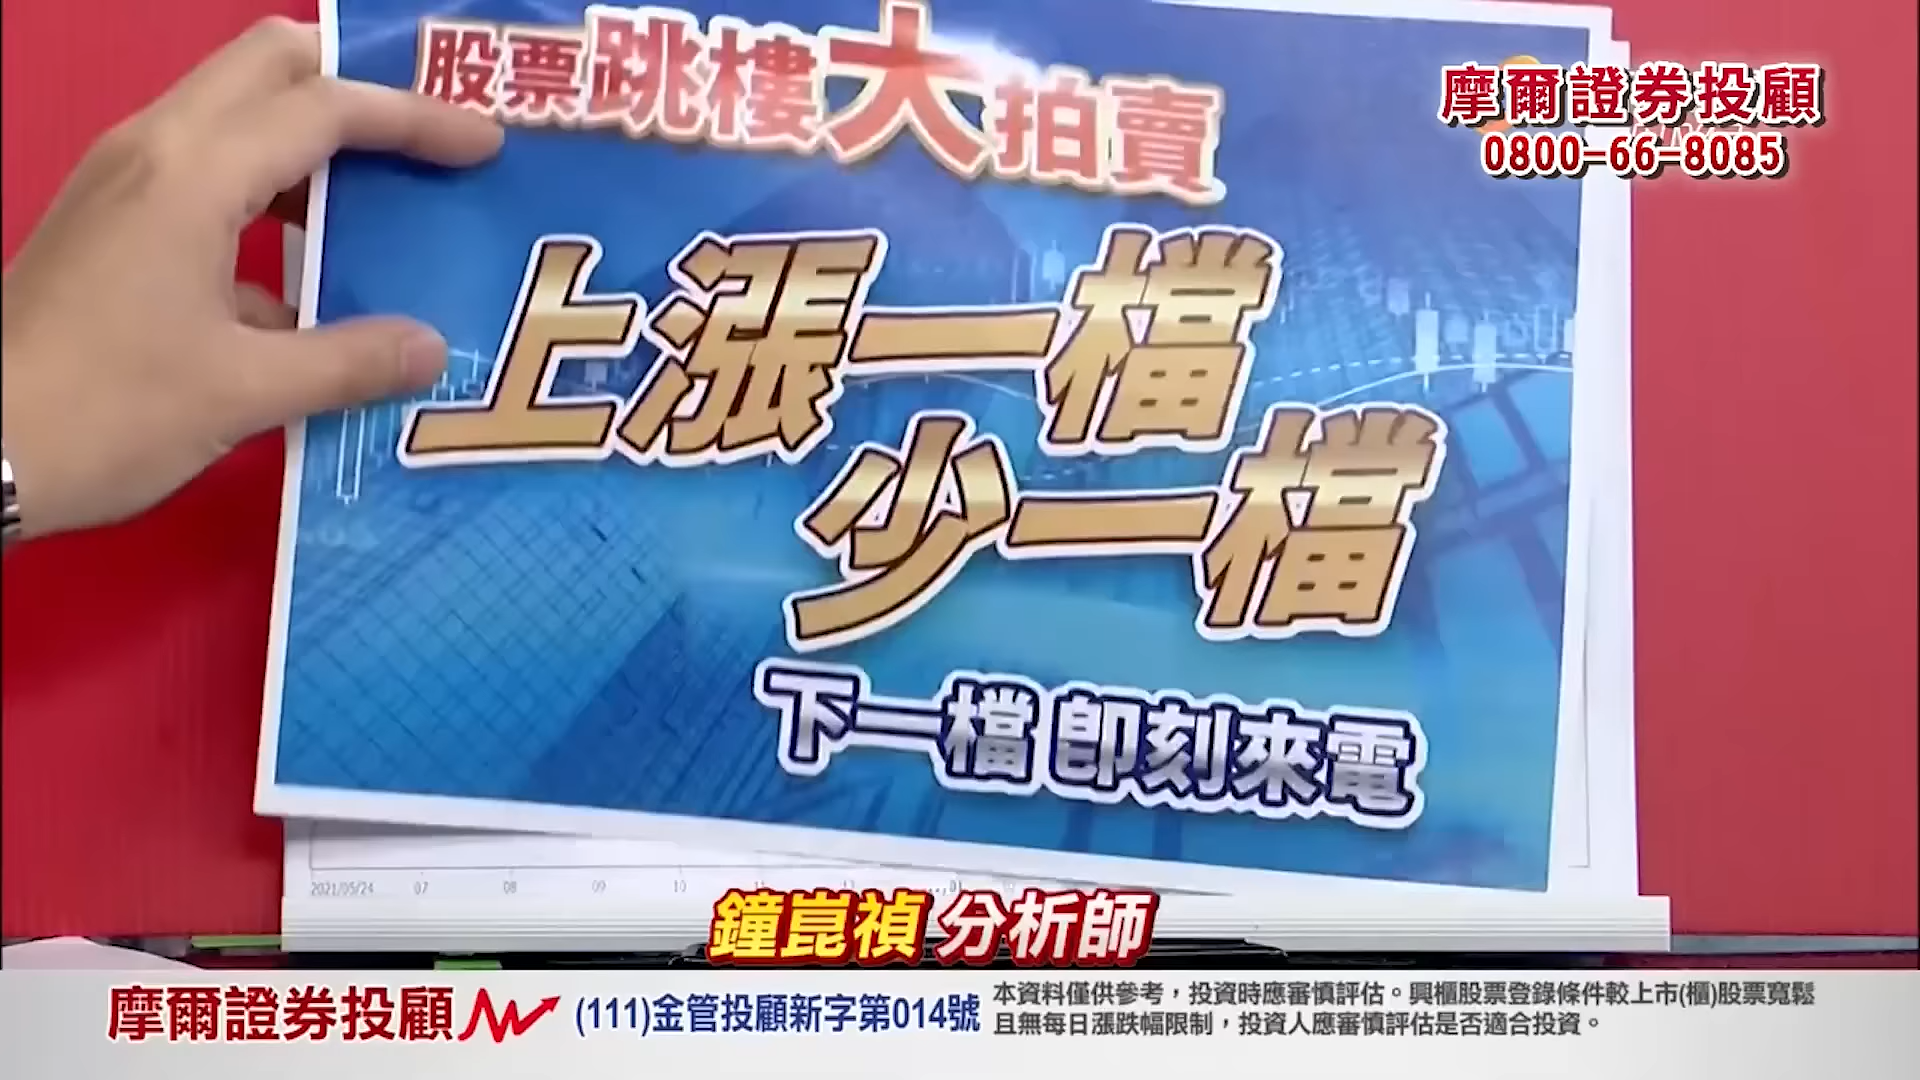 股票跳樓大拍賣
摩爾證券投顧
0800-66-8085
上漲一檔
少一檔
下一檔 即刻來電
2021/05/24 07 08 09 10 11 12
鐘崑禎 分析師
摩爾證券投顧 (111)金管投顧新字第014號
本資料僅供參考，投資時應審慎評估。興櫃股票登錄條件較上市(櫃)股票寬鬆
且無每日漲跌幅限制，投資人應審慎評估是否適合投資。